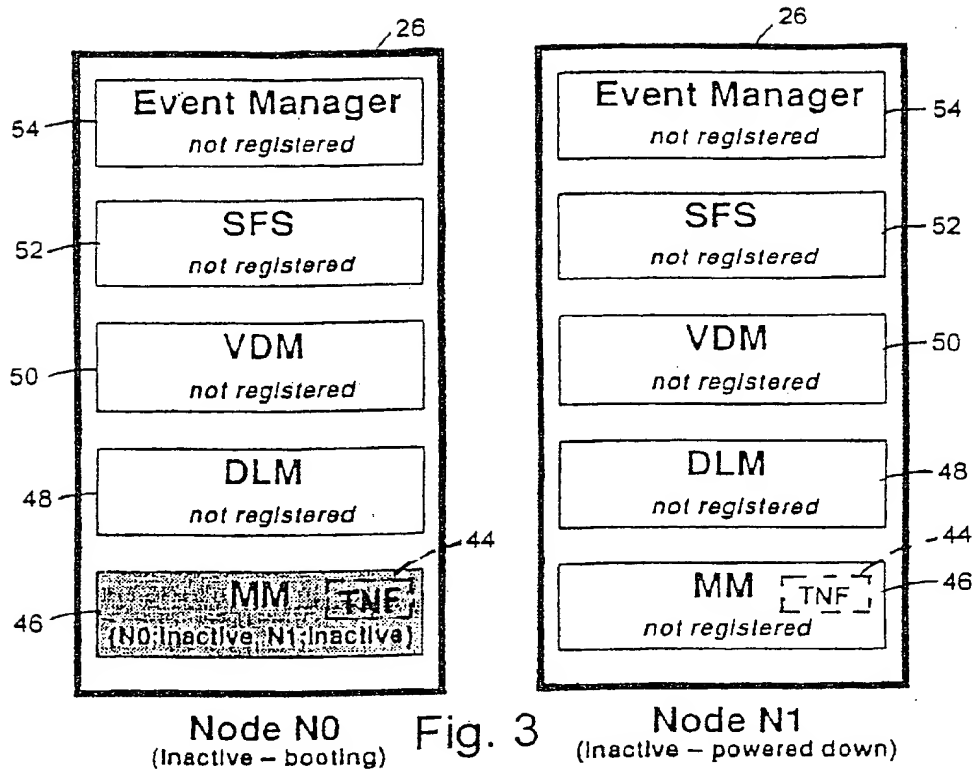 26
Event Manager
not registered
54
SFS
not registered
52
VDM
not registered
50
DLM
not registered
48
44
MM
TNF
(N0;Inactive, N1;Inactive)
46
Node N0
(Inactive – booting)
26
Event Manager
not registered
54
SFS
not registered
52
VDM
not registered
50
DLM
not registered
48
44
MM
TNF
not registered
46
Node N1
(Inactive – powered down)
Fig. 3